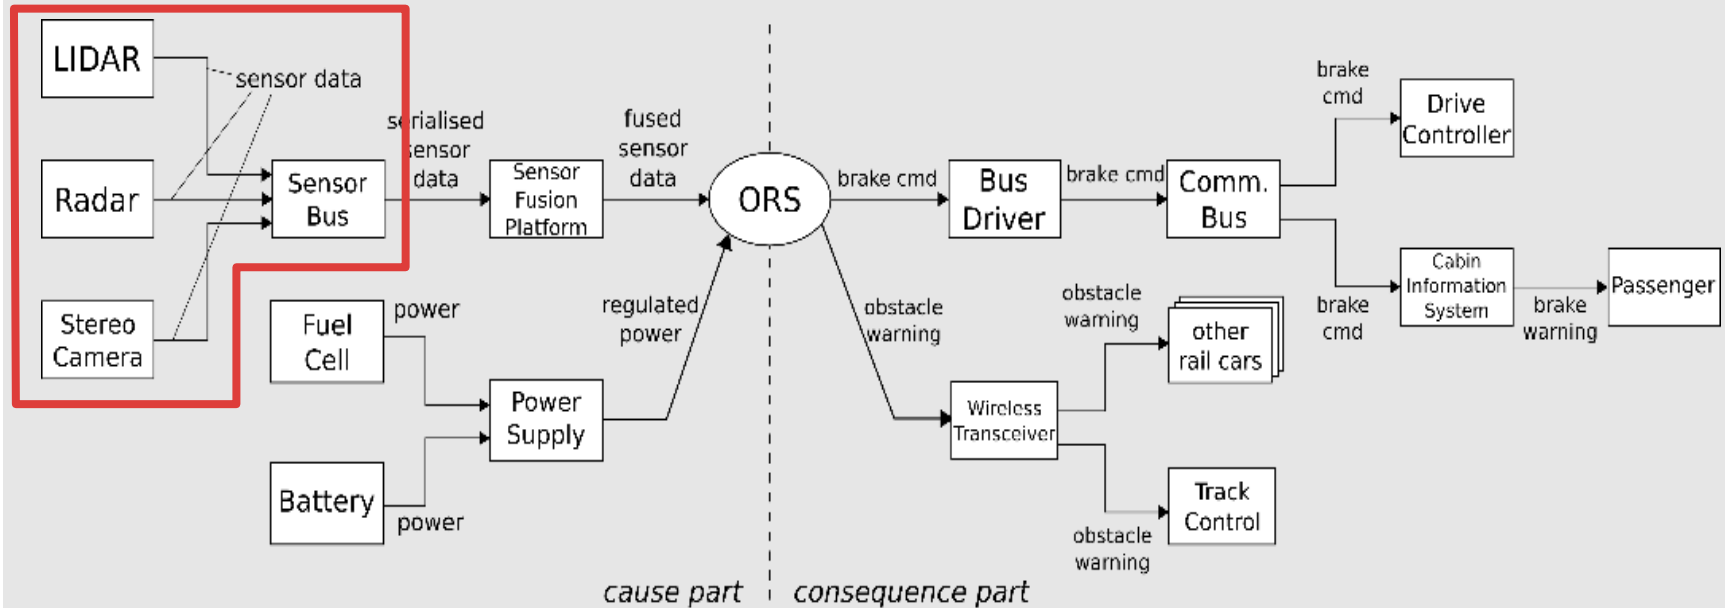 LIDAR
sensor data
Radar
Sensor
Bus
Stereo
Camera
serialised
sensor
data
Sensor
Fusion
Platform
fused
sensor
data
Fuel
Cell
power
Battery
power
Power
Supply
regulated
power
ORS
brake cmd
Bus
Driver
brake cmd
Comm.
Bus
brake
cmd
Drive
Controller
brake
cmd
Cabin
Information
System
brake
warning
Passenger
obstacle
warning
Wireless
Transceiver
obstacle
warning
other
rail cars
obstacle
warning
Track
Control
cause part
consequence part